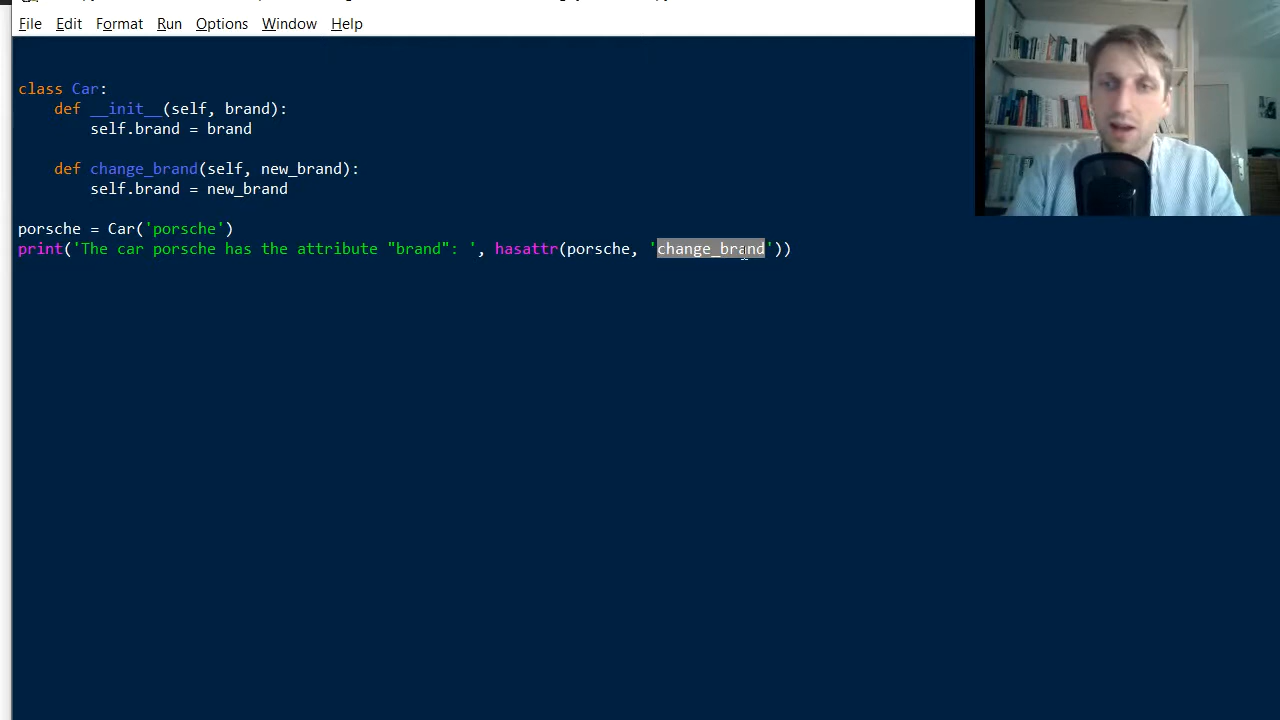 File Edit Format Run Options Window Help
class Car:
def __init__(self, brand):
self.brand = brand
def change_brand(self, new_brand):
self.brand = new_brand
porsche = Car('porsche')
print('The car porsche has the attribute "brand": ', hasattr(porsche, 'change_brand'))